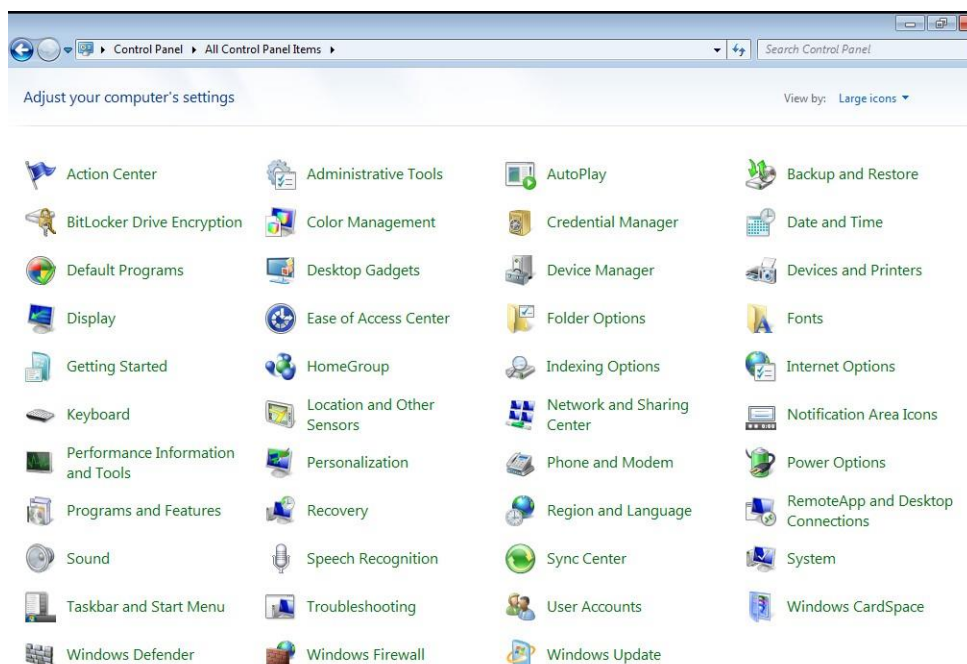 Control Panel All Control Panel Items Search Control Panel
Adjust your computer's settings View by: Large icons
Action Center Administrative Tools AutoPlay Backup and Restore
BitLocker Drive Encryption Color Management Credential Manager Date and Time
Default Programs Desktop Gadgets Device Manager Devices and Printers
Display Ease of Access Center Folder Options Fonts
Getting Started HomeGroup Indexing Options Internet Options
Keyboard Location and Other Sensors Network and Sharing Center Notification Area Icons
Performance Information and Tools Personalization Phone and Modem Power Options
Programs and Features Recovery Region and Language RemoteApp and Desktop Connections
Sound Speech Recognition Sync Center System
Taskbar and Start Menu Troubleshooting User Accounts Windows CardSpace
Windows Defender Windows Firewall Windows Update